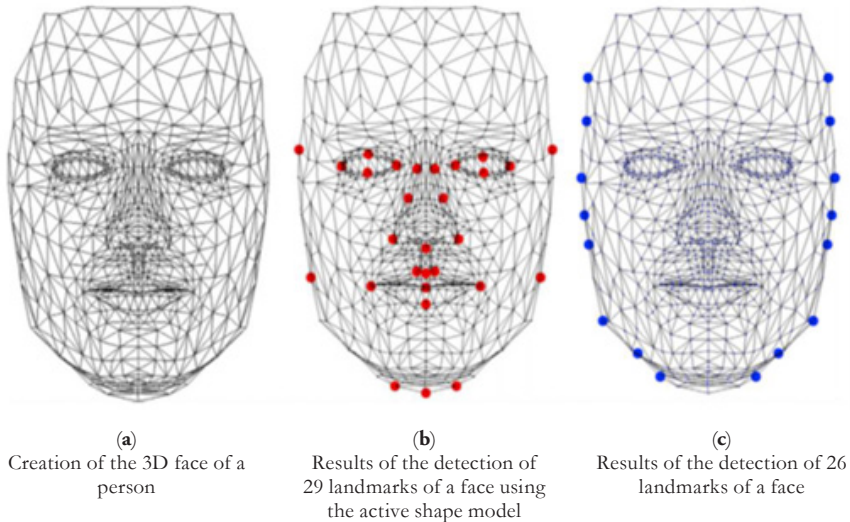 (a)
Creation of the 3D face of a
person
(b)
Results of the detection of
29 landmarks of a face using
the active shape model
(c)
Results of the detection of 26
landmarks of a face